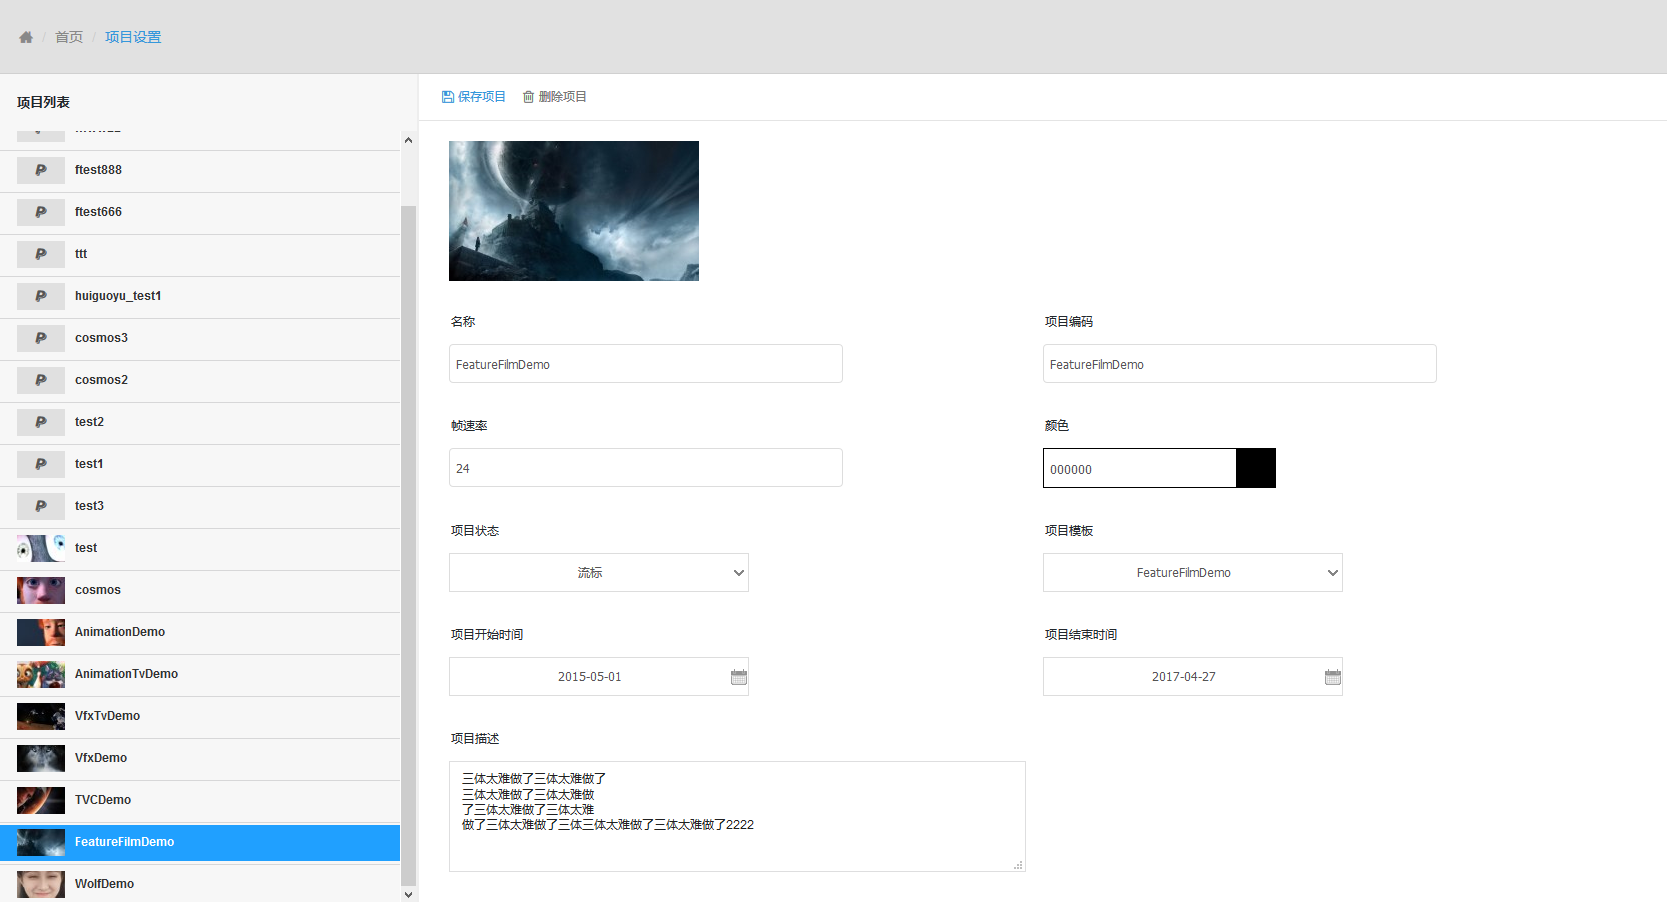 首页 / 项目设置
项目列表
ftest888
ftest666
ttt
huiguoyu_test1
cosmos3
cosmos2
test2
test1
test3
test
cosmos
AnimationDemo
AnimationTvDemo
VfxTvDemo
VfxDemo
TVCDemo
FeatureFilmDemo
WolfDemo
保存项目 删除项目
名称 项目编码
FeatureFilmDemo FeatureFilmDemo
帧速率 颜色
24 000000
项目状态 项目模板
流标 FeatureFilmDemo
项目开始时间 项目结束时间
2015-05-01 2017-04-27
项目描述
三体太难做了三体太难做了
三体太难做了三体太难做
了三体太难做了三体太难
做了三体太难做了三体三体太难做了三体太难做了2222